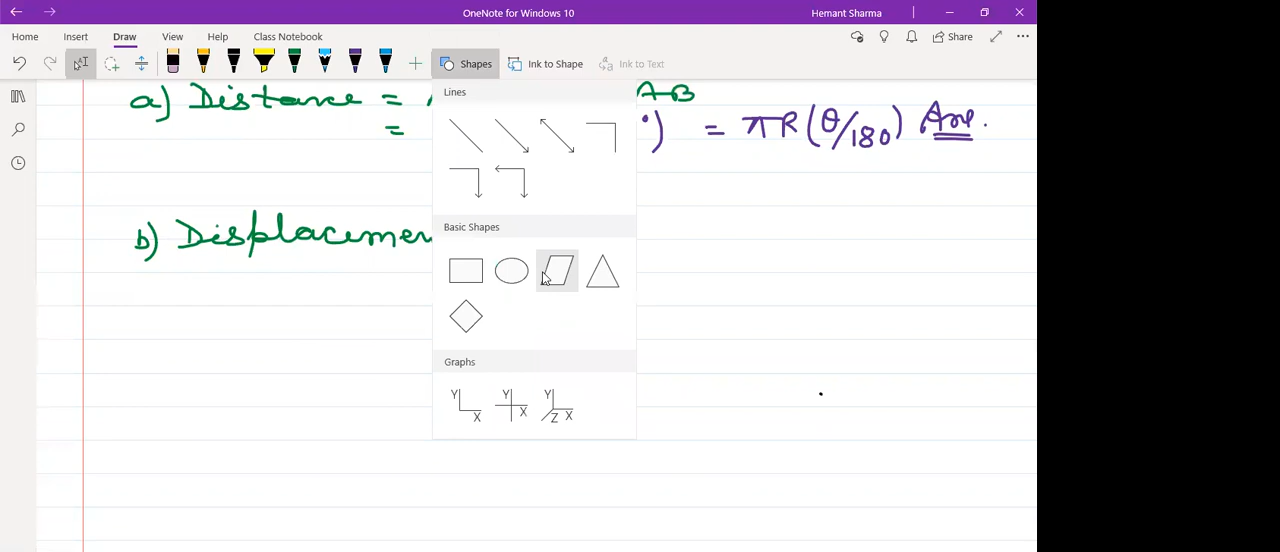 OneNote for Windows 10
Hemant Sharma
Home Insert Draw View Help Class Notebook
Share
Shapes Ink to Shape Ink to Text
Lines
a) Distance = AB
= °) = πR(θ/180) Ans.
Basic Shapes
b) Displacemen
Graphs
Y X Y X Y Z X